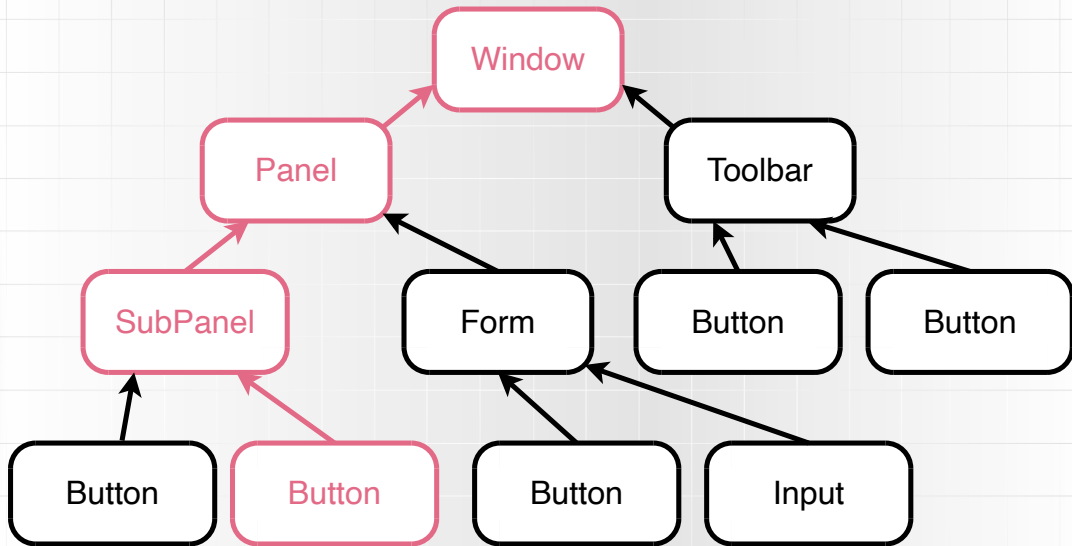 Window
Panel
Toolbar
SubPanel
Form
Button
Button
Button
Button
Button
Input